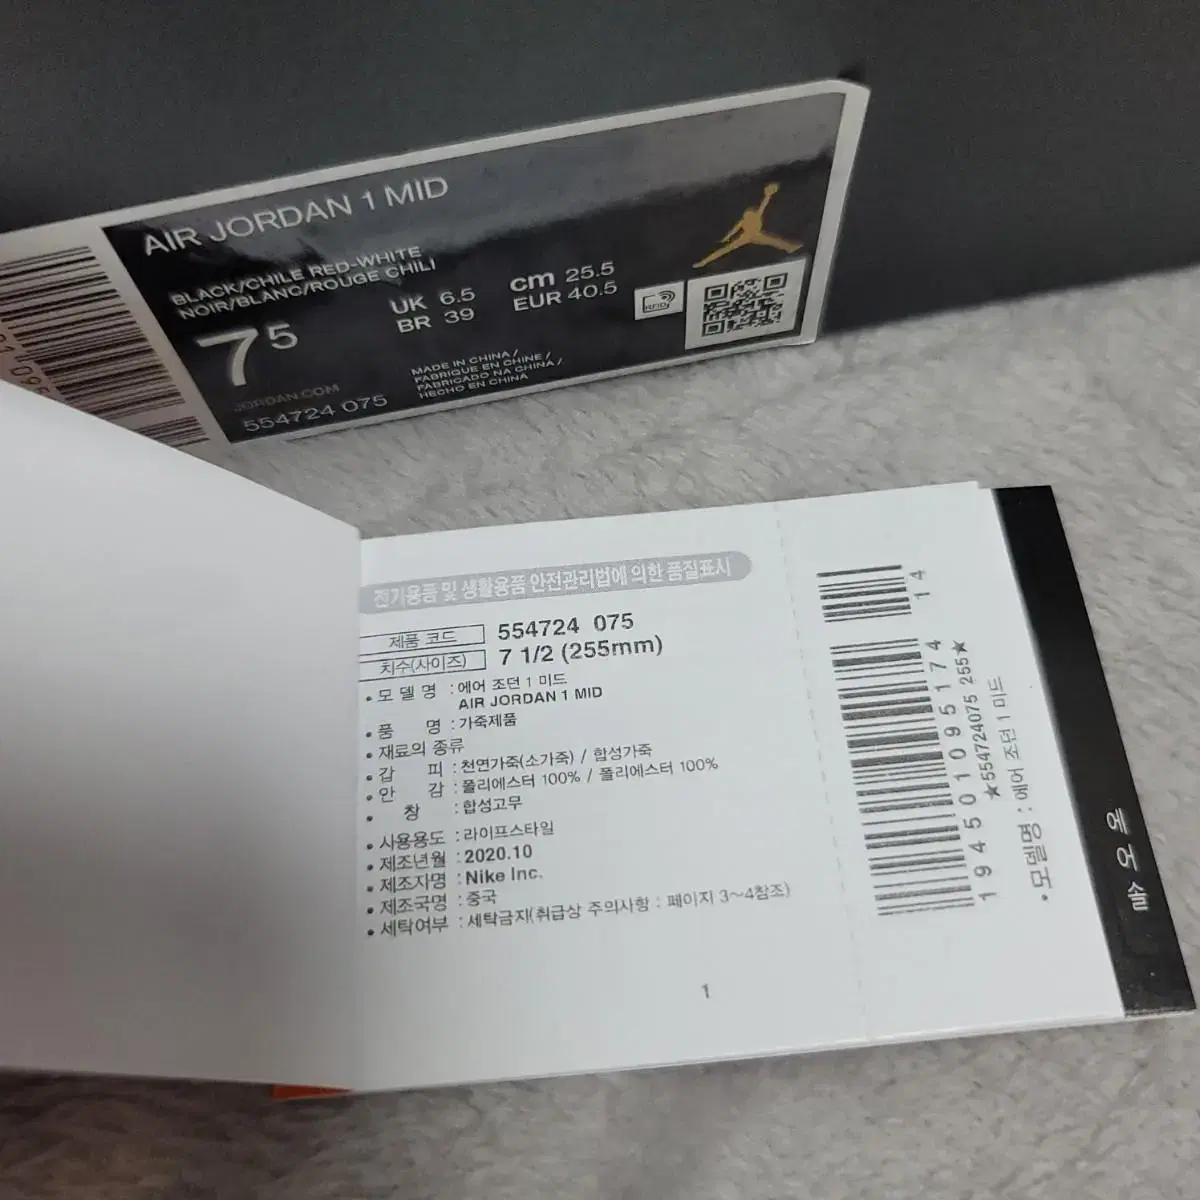 AIR JORDAN 1 MID
BLACK/CHILE RED-WHITE
NOIR/BLANC/ROUGE CHILI
7 5
UK 6.5
BR 39
cm 25.5
EUR 40.5
RFID
MADE IN CHINA/
FABRIQUE EN CHINE/
FABRICADO NA CHINA/
HECHO EN CHINA
JORDAN.COM
554724 075
전기용품 및 생활용품 안전관리법에 의한 품질표시
제품 코드 554724 075
치수(사이즈) 7 1/2 (255mm)
• 모 델 명 : 에어 조던 1 미드
AIR JORDAN 1 MID
• 품 명 : 가죽제품
• 재료의 종류
• 갑 피 : 천연가죽(소가죽) / 합성가죽
• 안 감 : 폴리에스터 100% / 폴리에스터 100%
• 창 : 합성고무
• 사용용도 : 라이프스타일
• 제조년월 : 2020.10
• 제조자명 : Nike Inc.
• 제조국명 : 중국
• 세탁여부 : 세탁금지(취급상 주의사항 : 페이지 3~4참조)
1
14
194501095174
★554724075 255★
• 모델명 : 에어 조던 1 미드
에어솔